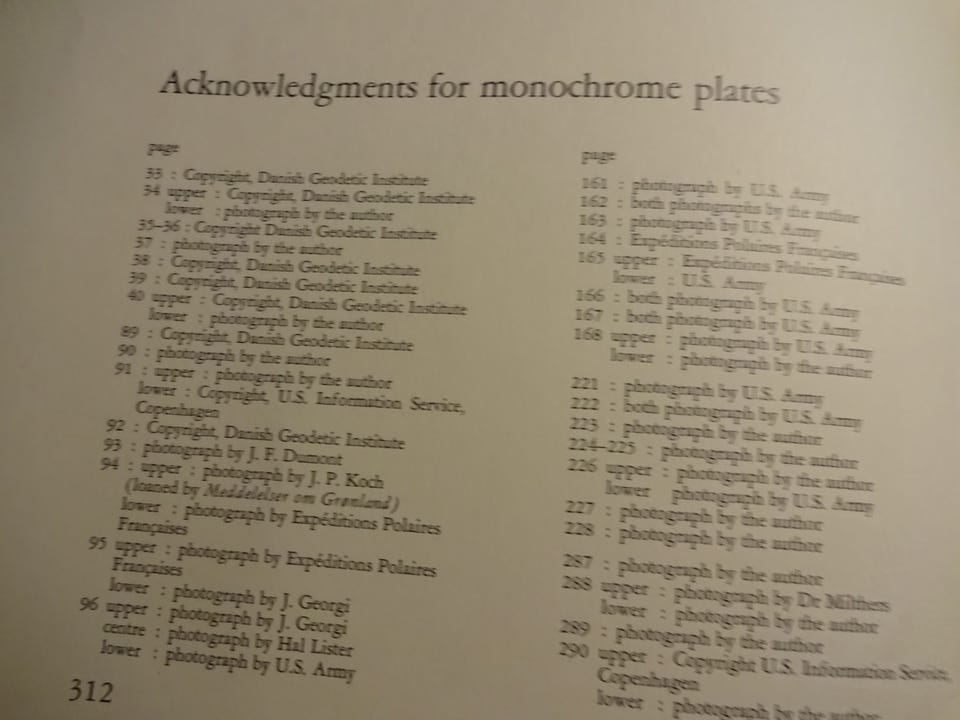 Acknowledgments for monochrome plates
page
33 : Copyright, Danish Geodetic Institute
34 upper : Copyright, Danish Geodetic Institute
lower : photograph by the author
35–36 : Copyright Danish Geodetic Institute
37 : photograph by the author
38 : Copyright, Danish Geodetic Institute
39 : Copyright, Danish Geodetic Institute
40 upper : Copyright, Danish Geodetic Institute
lower : photograph by the author
89 : Copyright, Danish Geodetic Institute
90 : photograph by the author
91 : upper : photograph by the author
lower : Copyright, U.S. Information Service,
Copenhagen
92 : Copyright, Danish Geodetic Institute
93 : photograph by J. F. Dumont
94 : upper : photograph by J. P. Koch
(loaned by Meddelelser om Grønland)
lower : photograph by Expéditions Polaires
Françaises
95 upper : photograph by Expéditions Polaires
Françaises
lower : photograph by J. Georgi
96 upper : photograph by J. Georgi
centre : photograph by Hal Lister
lower : photograph by U.S. Army
312
page
161 : photograph by U.S. Army
162 : both photographs by the author
163 : photograph by U.S. Army
164 : Expéditions Polaires Françaises
165 upper : Expéditions Polaires Françaises
lower : U.S. Army
166 : both photograph by U.S. Army
167 : both photograph by U.S. Army
168 upper : photograph by U.S. Army
lower : photograph by the author
221 : photograph by U.S. Army
222 : both photograph by U.S. Army
223 : photograph by the author
224–225 : photograph by the author
226 upper : photograph by the author
lower photograph by U.S. Army
227 : photograph by the author
228 : photograph by the author
287 : photograph by the author
288 upper : photograph by Dr Milthers
lower : photograph by the author
289 : photograph by the author
290 upper : Copyright U.S. Information Service,
Copenhagen
lower : photograph by the author